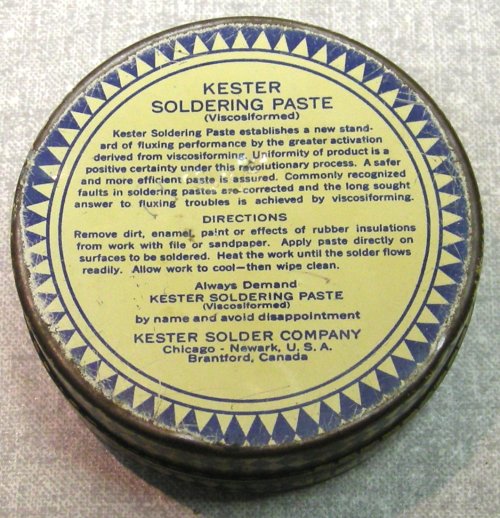 KESTER
SOLDERING PASTE
(Viscosiformed)
Kester Soldering Paste establishes a new stand-
ard of fluxing performance by the greater activation
derived from viscosiforming. Uniformity of product is a
positive certainty under this revolutionary process. A safer
and more efficient paste is assured. Commonly recognized
faults in soldering pastes are corrected and the long sought
answer to fluxing troubles is achieved by viscosiforming.
DIRECTIONS
Remove dirt, enamel, paint or effects of rubber insulations
from work with file or sandpaper. Apply paste directly on
surfaces to be soldered. Heat the work until the solder flows
readily. Allow work to cool—then wipe clean.
Always Demand
KESTER SOLDERING PASTE
(Viscosiformed)
by name and avoid disappointment
KESTER SOLDER COMPANY
Chicago - Newark, U. S. A.
Brantford, Canada